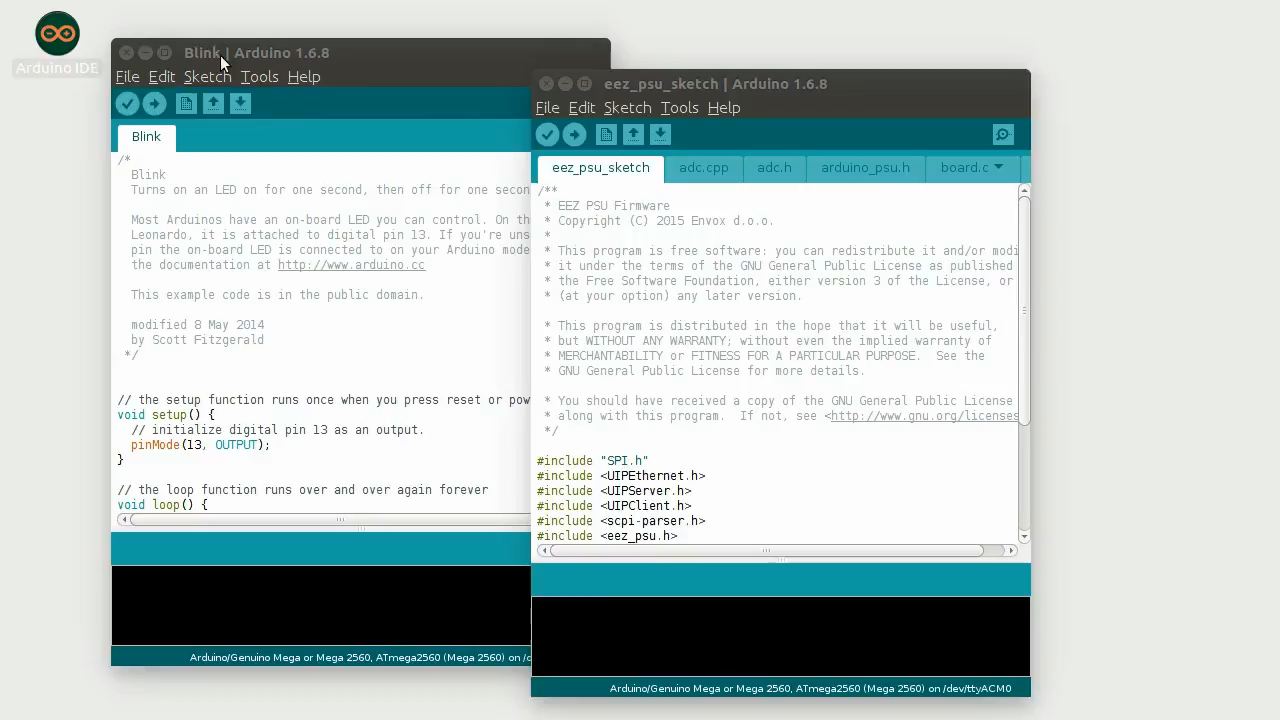 Arduino IDE
Blink | Arduino 1.6.8
File Edit Sketch Tools Help
Blink
/*
Blink
Turns on an LED on for one second, then off for one secon
Most Arduinos have an on-board LED you can control. On th
Leonardo, it is attached to digital pin 13. If you're uns
pin the on-board LED is connected to on your Arduino mode
the documentation at http://www.arduino.cc
This example code is in the public domain.
modified 8 May 2014
by Scott Fitzgerald
*/
// the setup function runs once when you press reset or pow
void setup() {
// initialize digital pin 13 as an output.
pinMode(13, OUTPUT);
}
// the loop function runs over and over again forever
void loop() {
Arduino/Genuino Mega or Mega 2560, ATmega2560 (Mega 2560) on /d
eez_psu_sketch | Arduino 1.6.8
File Edit Sketch Tools Help
eez_psu_sketch adc.cpp adc.h arduino_psu.h board.c
/**
* EEZ PSU Firmware
* Copyright (C) 2015 Envox d.o.o.
*
* This program is free software: you can redistribute it and/or modi
* it under the terms of the GNU General Public License as published
* the Free Software Foundation, either version 3 of the License, or
* (at your option) any later version.
*
* This program is distributed in the hope that it will be useful,
* but WITHOUT ANY WARRANTY; without even the implied warranty of
* MERCHANTABILITY or FITNESS FOR A PARTICULAR PURPOSE. See the
* GNU General Public License for more details.
*
* You should have received a copy of the GNU General Public License
* along with this program. If not, see <http://www.gnu.org/licenses
*/
#include "SPI.h"
#include <UIPEthernet.h>
#include <UIPServer.h>
#include <UIPClient.h>
#include <scpi-parser.h>
#include <eez_psu.h>
Arduino/Genuino Mega or Mega 2560, ATmega2560 (Mega 2560) on /dev/ttyACM0